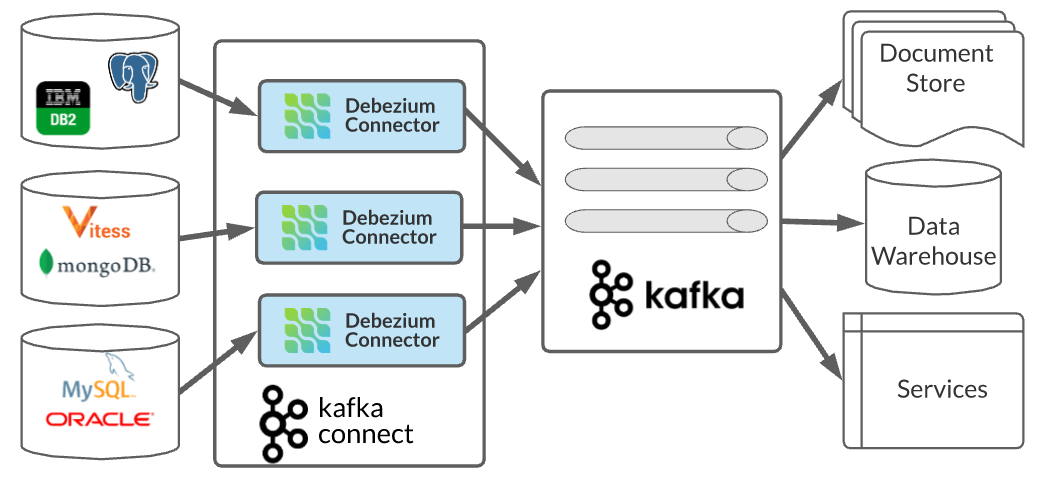 IBM
DB2
Debezium
Connector
Document
Store
Vitess
mongoDB®
Debezium
Connector
kafka
Data
Warehouse
MySQL™
ORACLE®
Debezium
Connector
kafka
connect
Services